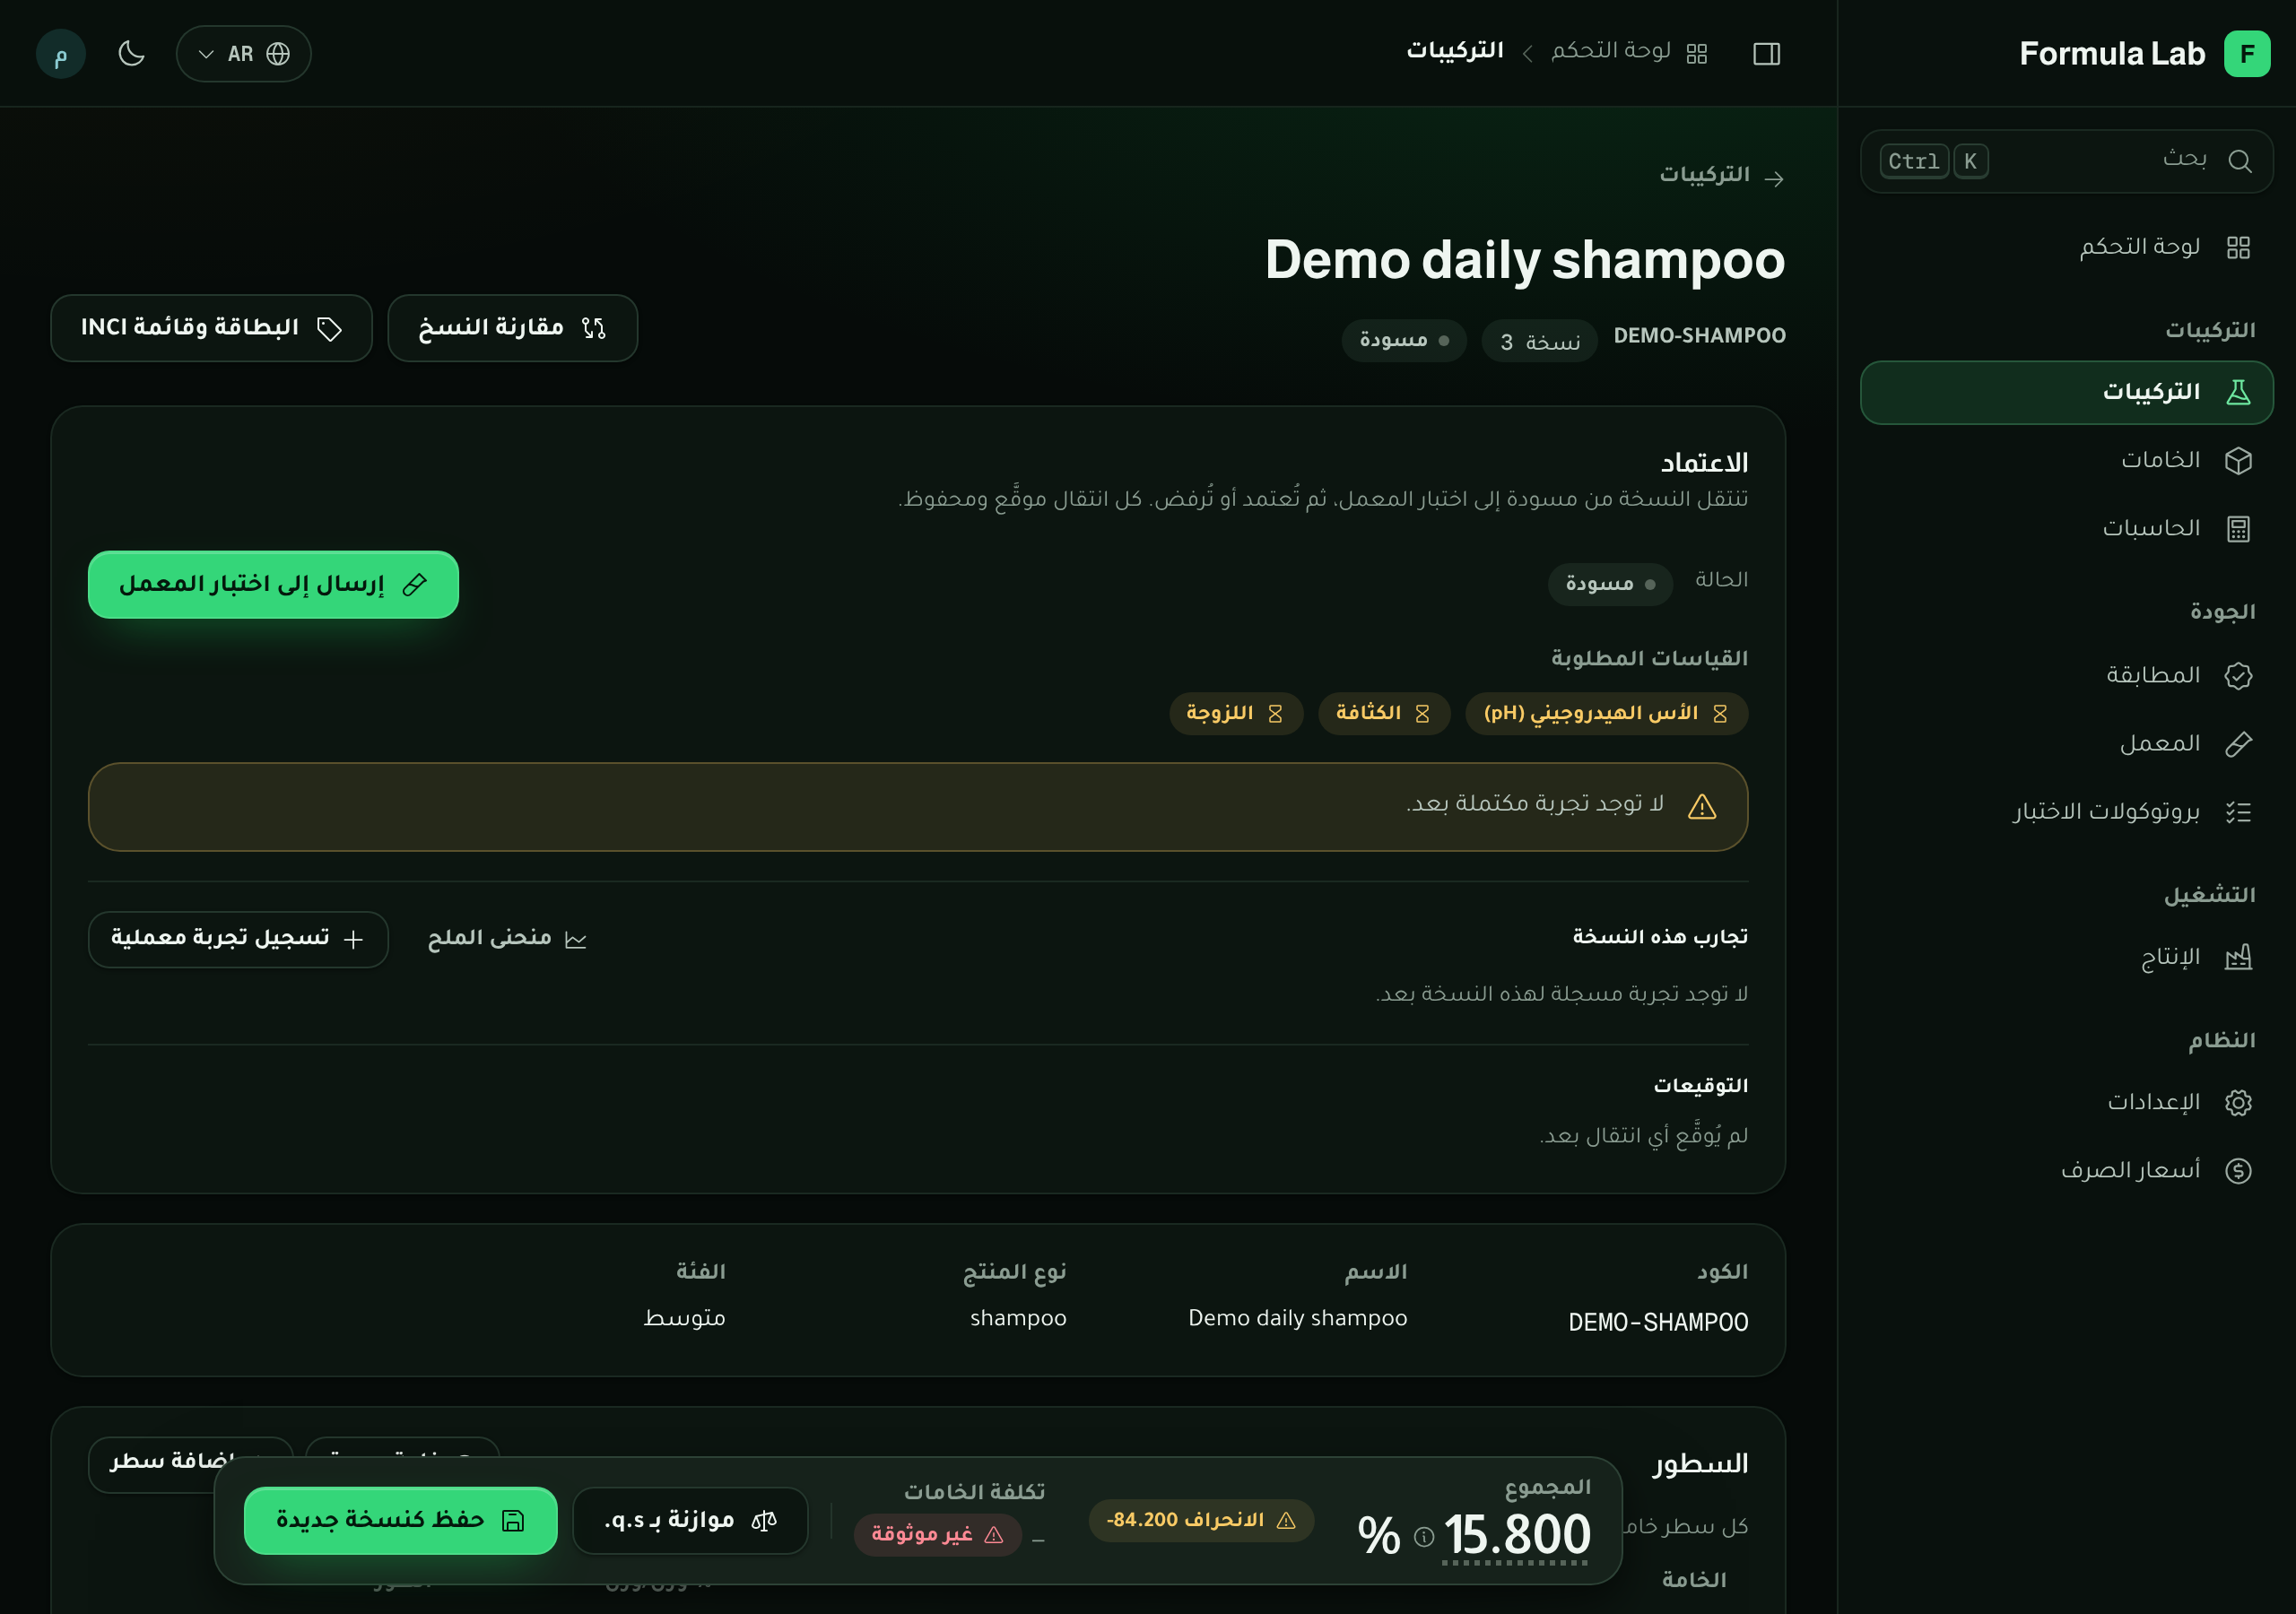 F Formula Lab
بحث
Ctrl K
لوحة التحكم
التركيبات
التركيبات
الخامات
الحاسبات
الجودة
المطابقة
المعمل
بروتوكولات الاختبار
التشغيل
الإنتاج
النظام
الإعدادات
أسعار الصرف
لوحة التحكم
التركيبات
AR
م
التركيبات
Demo daily shampoo
DEMO-SHAMPOO نسخة 3 مسودة
مقارنة النسخ
البطاقة وقائمة INCI
الاعتماد
تنتقل النسخة من مسودة إلى اختبار المعمل، ثم تُعتمد أو تُرفض. كل انتقال موقَّع ومحفوظ.
الحالة مسودة
إرسال إلى اختبار المعمل
القياسات المطلوبة
الأس الهيدروجيني (pH) الكثافة اللزوجة
لا توجد تجربة مكتملة بعد.
تجارب هذه النسخة
منحنى الملح
تسجيل تجربة معملية
لا توجد تجربة مسجلة لهذه النسخة بعد.
التوقيعات
لم يُوقَّع أي انتقال بعد.
الكود الاسم نوع المنتج الفئة
DEMO-SHAMPOO Demo daily shampoo shampoo متوسط
السطور
إضافة سطر
كل سطر
الخامة
المجموع
15.800 %
الانحراف 84.200-
تكلفة الخامات
– غير موثوقة
موازنة بـ q.s.
حفظ كنسخة جديدة